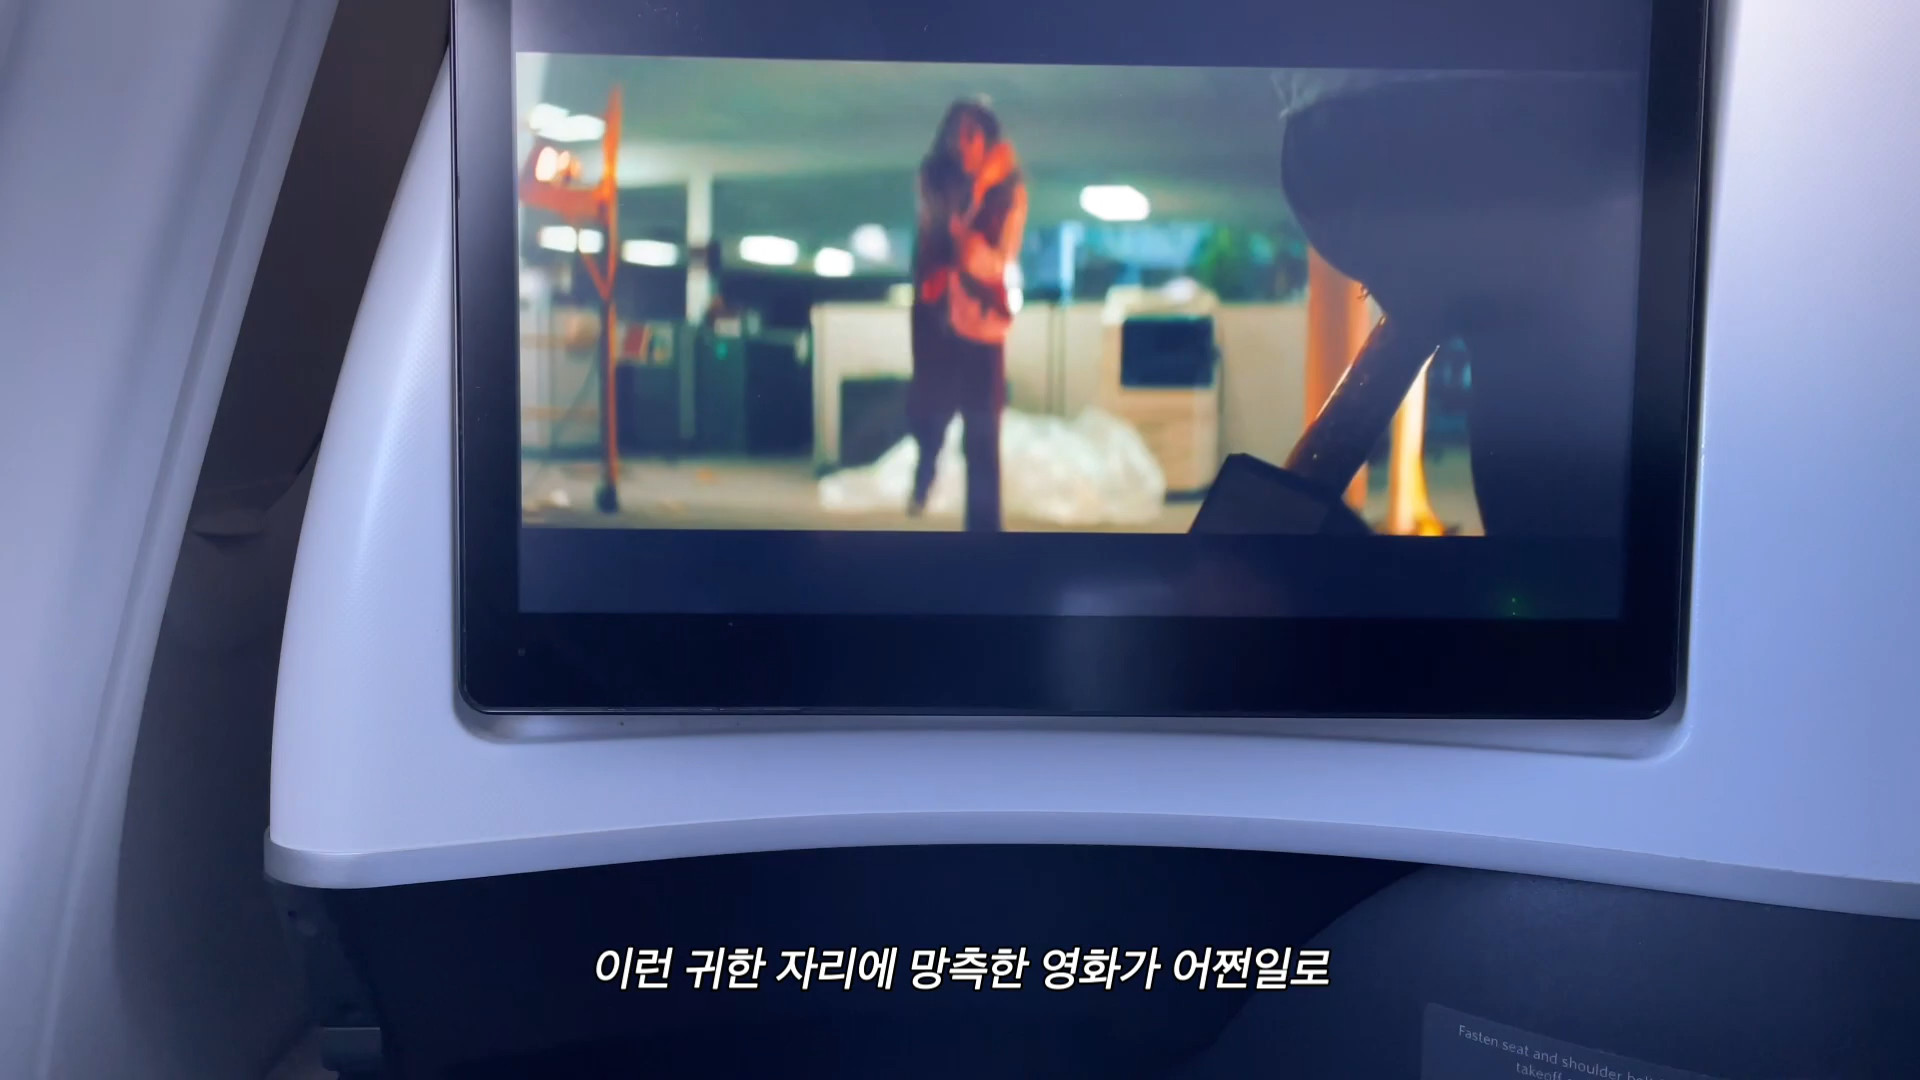 이런 귀한 자리에 망측한 영화가 어쩐일로
Fasten seat and shoulder
takeoff